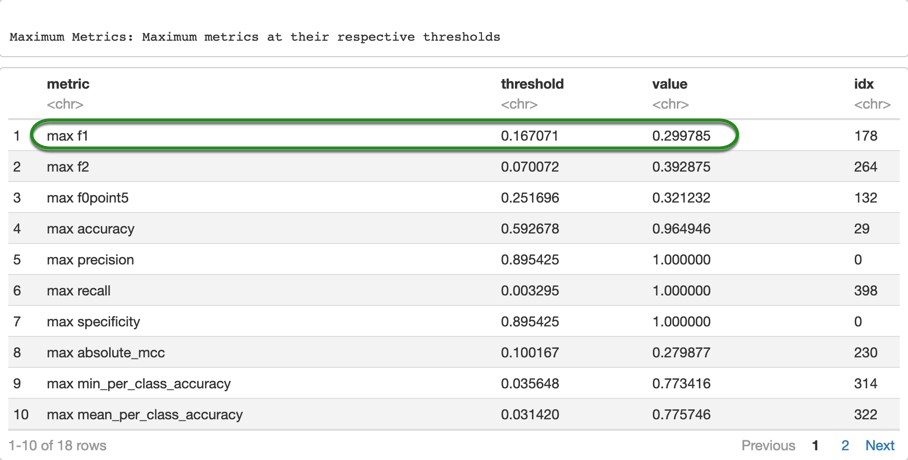 Maximum Metrics: Maximum metrics at their respective thresholds
metric threshold value idx
<chr> <chr> <chr> <chr>
1 max f1 0.167071 0.299785 178
2 max f2 0.070072 0.392875 264
3 max f0point5 0.251696 0.321232 132
4 max accuracy 0.592678 0.964946 29
5 max precision 0.895425 1.000000 0
6 max recall 0.003295 1.000000 398
7 max specificity 0.895425 1.000000 0
8 max absolute_mcc 0.100167 0.279877 230
9 max min_per_class_accuracy 0.035648 0.773416 314
10 max mean_per_class_accuracy 0.031420 0.775746 322
1-10 of 18 rows Previous 1 2 Next